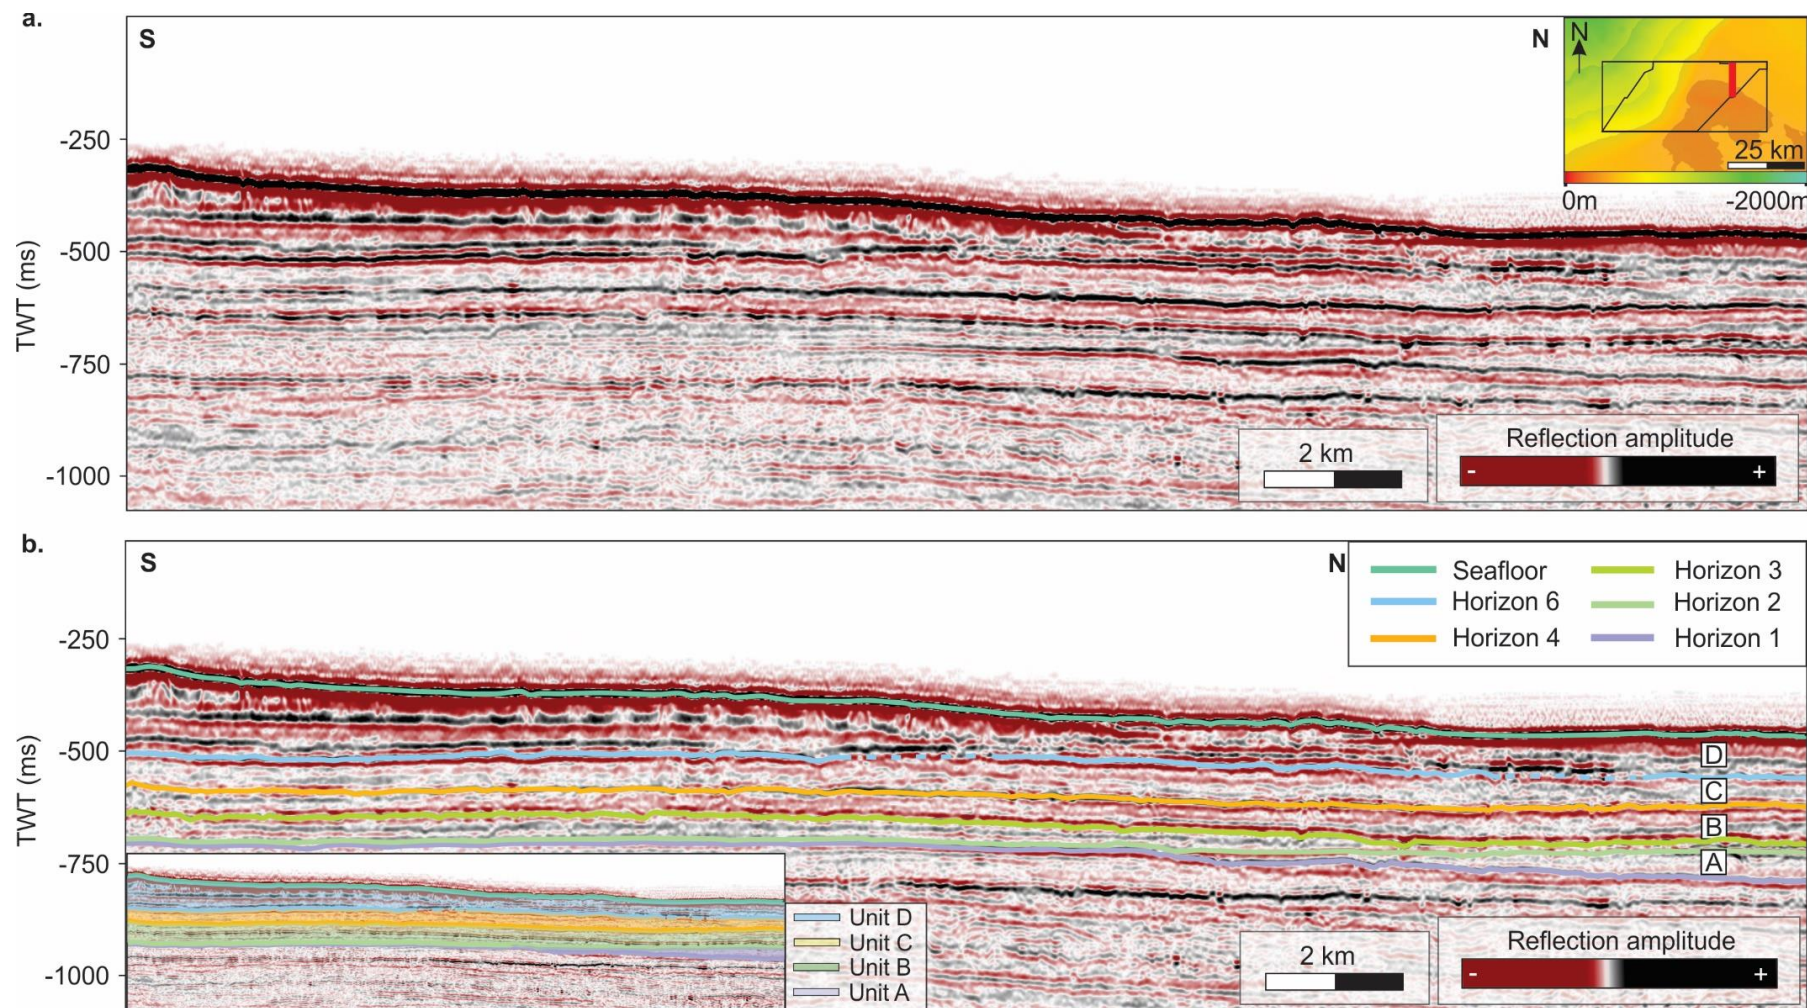 a.
S
N
N
25 km
0m
-2000m
-250
-500
-750
-1000
TWT (ms)
2 km
Reflection amplitude
-
+
b.
S
N
Seafloor
Horizon 3
Horizon 6
Horizon 2
Horizon 4
Horizon 1
-250
-500
-750
-1000
TWT (ms)
D
C
B
A
Unit D
Unit C
Unit B
Unit A
2 km
Reflection amplitude
-
+